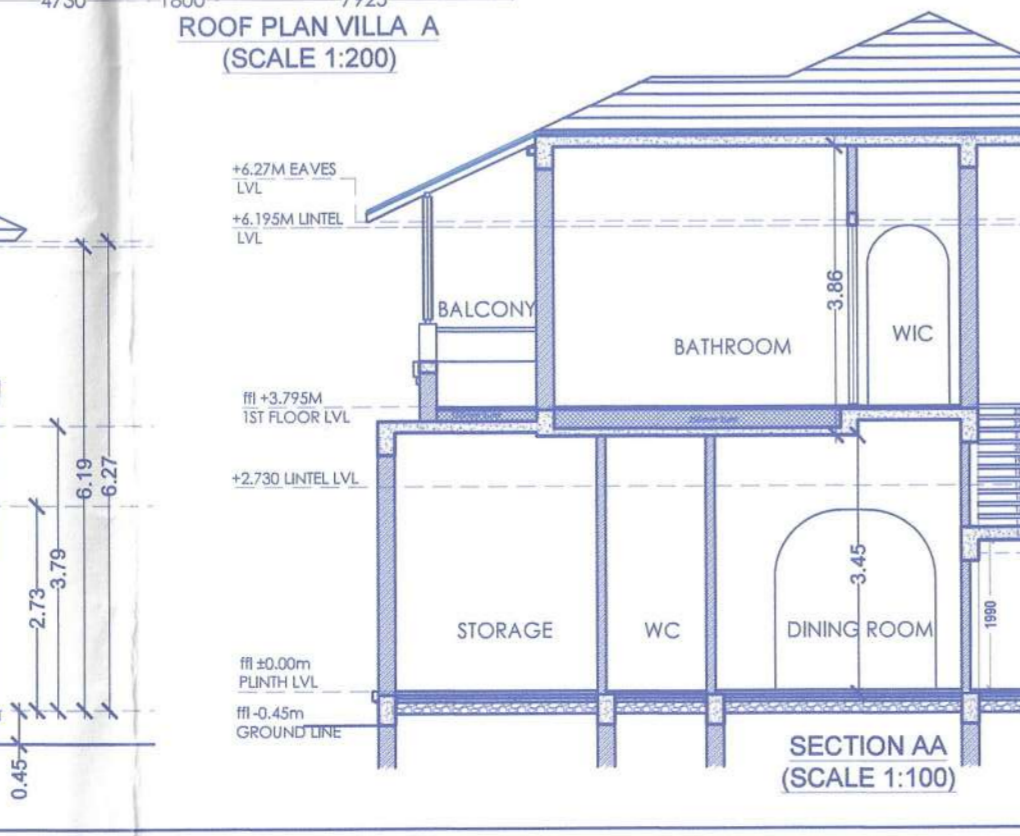 4730
1800
7925
ROOF PLAN VILLA A
(SCALE 1:200)
+6.27M EAVES
LVL
+6.195M LINTEL
LVL
BALCONY
BATHROOM
3.86
WIC
ffl +3.795M
1ST FLOOR LVL
+2.730 LINTEL LVL
6.19
6.27
2.73
3.79
3.45
1990
STORAGE
WC
DINING ROOM
ffl ±0.00m
PLINTH LVL
ffl -0.45m
GROUND LINE
0.45
SECTION AA
(SCALE 1:100)